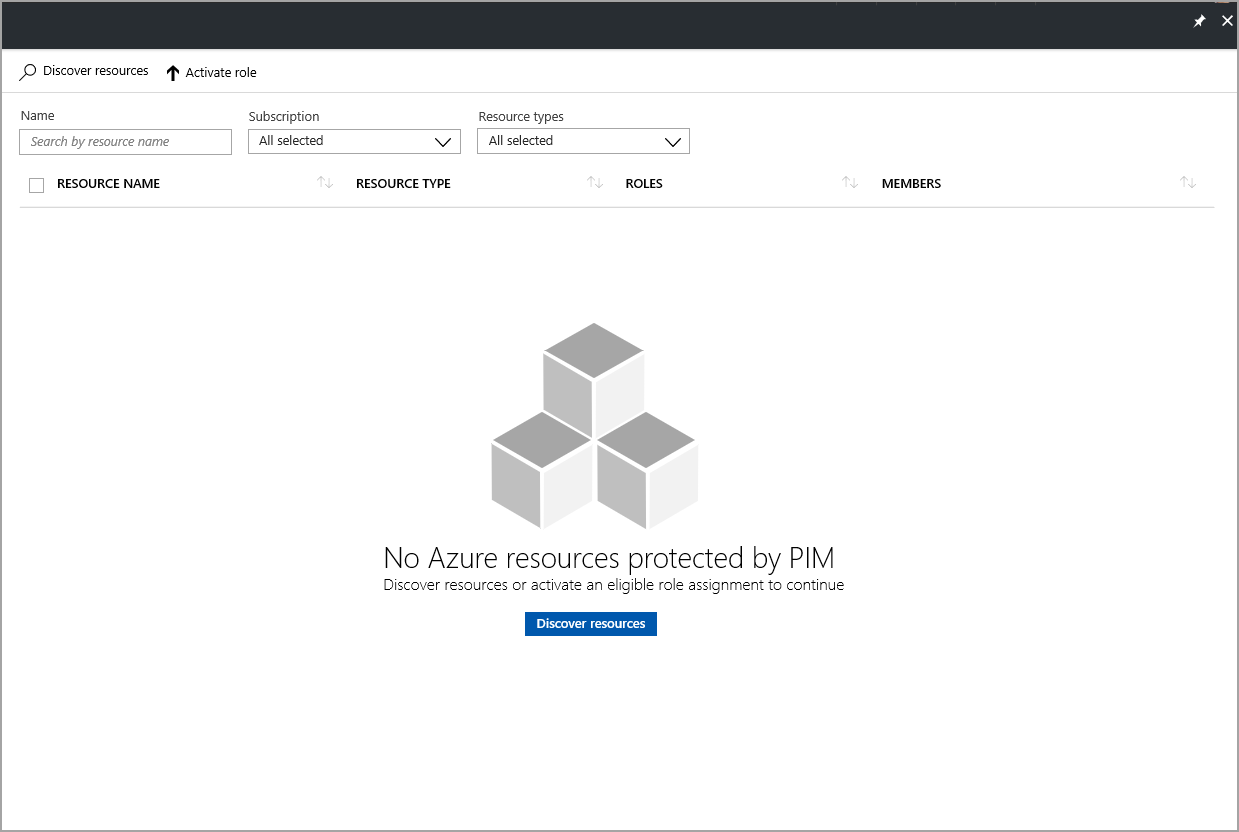 Discover resources Activate role
Name Subscription Resource types
Search by resource name All selected All selected
RESOURCE NAME RESOURCE TYPE ROLES MEMBERS
No Azure resources protected by PIM
Discover resources or activate an eligible role assignment to continue
Discover resources